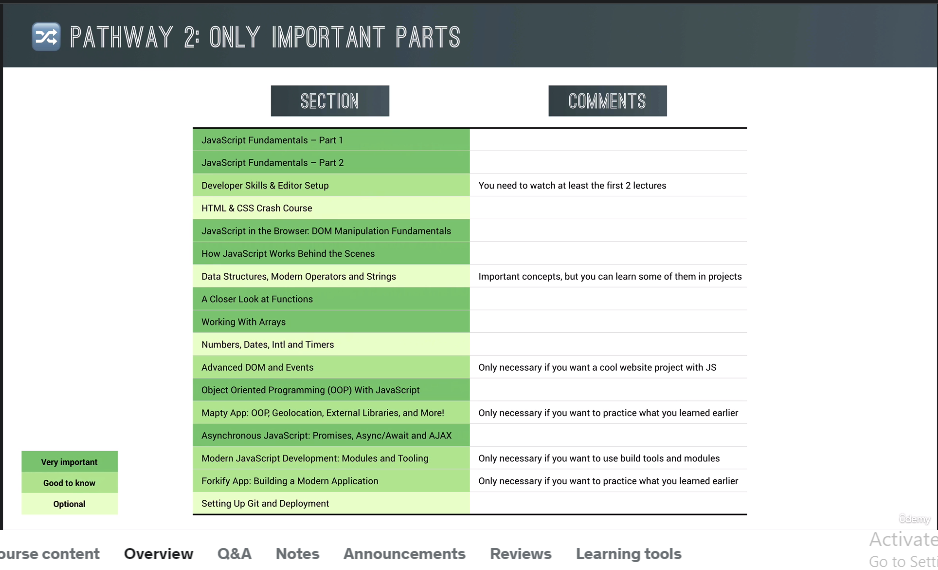 PATHWAY 2: ONLY IMPORTANT PARTS
SECTION COMMENTS
JavaScript Fundamentals – Part 1
JavaScript Fundamentals – Part 2
Developer Skills & Editor Setup You need to watch at least the first 2 lectures
HTML & CSS Crash Course
JavaScript in the Browser: DOM Manipulation Fundamentals
How JavaScript Works Behind the Scenes
Data Structures, Modern Operators and Strings Important concepts, but you can learn some of them in projects
A Closer Look at Functions
Working With Arrays
Numbers, Dates, Intl and Timers
Advanced DOM and Events Only necessary if you want a cool website project with JS
Object Oriented Programming (OOP) With JavaScript
Mapty App: OOP, Geolocation, External Libraries, and More! Only necessary if you want to practice what you learned earlier
Asynchronous JavaScript: Promises, Async/Await and AJAX
Modern JavaScript Development: Modules and Tooling Only necessary if you want to use build tools and modules
Forkify App: Building a Modern Application Only necessary if you want to practice what you learned earlier
Setting Up Git and Deployment
Very important
Good to know
Optional
Udemy
ourse content Overview Q&A Notes Announcements Reviews Learning tools
Activate
Go to Setti